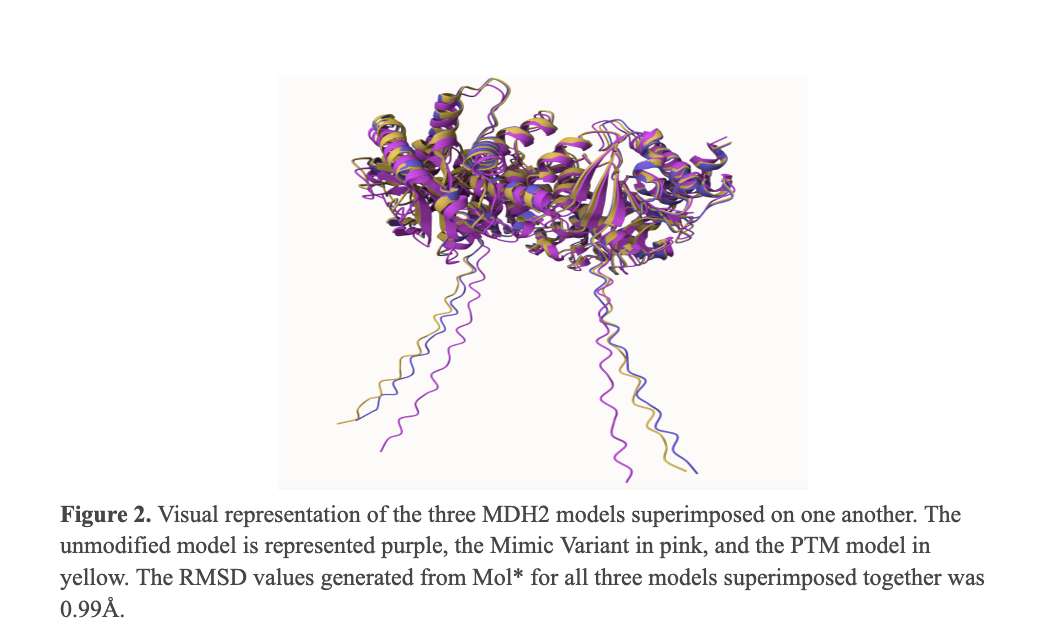 Figure 2. Visual representation of the three MDH2 models superimposed on one another. The
unmodified model is represented purple, the Mimic Variant in pink, and the PTM model in
yellow. The RMSD values generated from Mol* for all three models superimposed together was
0.99Å.